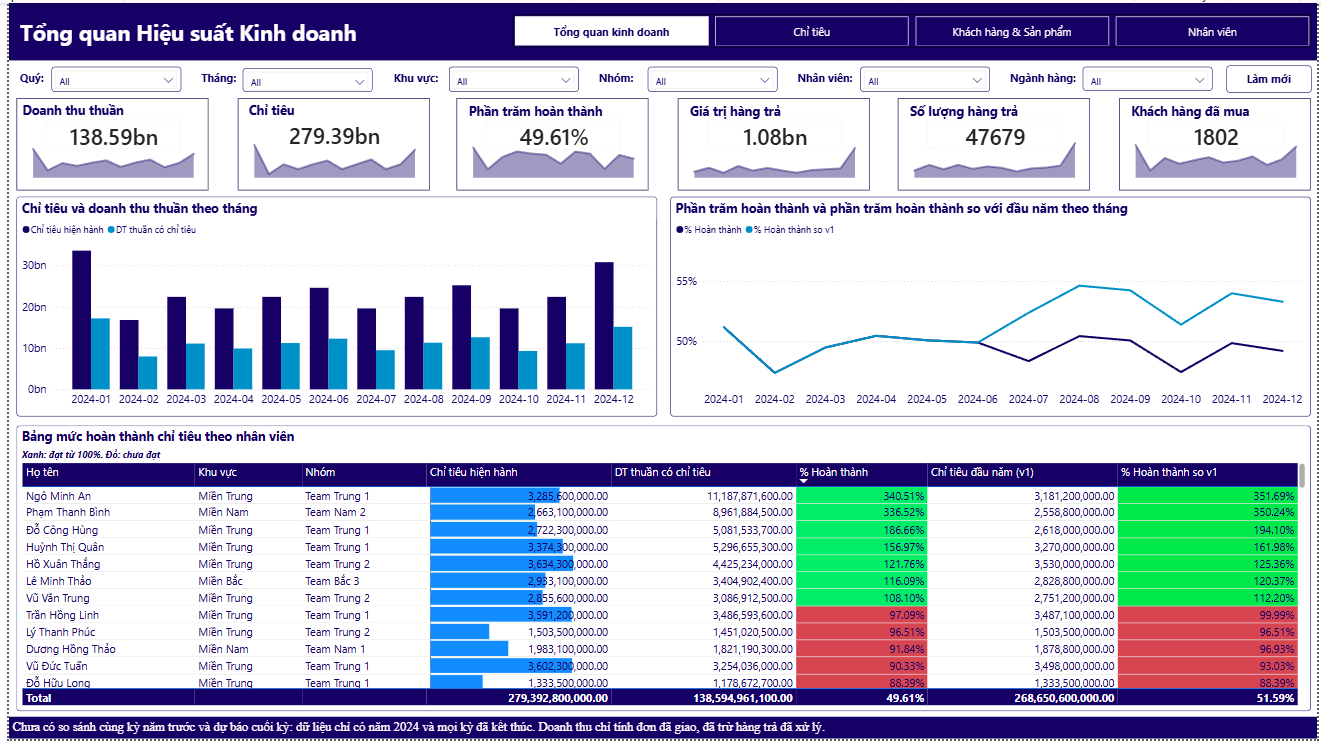 Tổng quan Hiệu suất Kinh doanh
Tổng quan kinh doanh
Chỉ tiêu
Khách hàng & Sản phẩm
Nhân viên
Quý: All
Tháng: All
Khu vực: All
Nhóm: All
Nhân viên: All
Ngành hàng: All
Làm mới
Doanh thu thuần
138.59bn
Chỉ tiêu
279.39bn
Phần trăm hoàn thành
49.61%
Giá trị hàng trả
1.08bn
Số lượng hàng trả
47679
Khách hàng đã mua
1802
Chỉ tiêu và doanh thu thuần theo tháng
Chỉ tiêu hiện hành DT thuần có chỉ tiêu
30bn
20bn
10bn
0bn
2024-01 2024-02 2024-03 2024-04 2024-05 2024-06 2024-07 2024-08 2024-09 2024-10 2024-11 2024-12
Phần trăm hoàn thành và phần trăm hoàn thành so với đầu năm theo tháng
% Hoàn thành % Hoàn thành so v1
55%
50%
2024-01 2024-02 2024-03 2024-04 2024-05 2024-06 2024-07 2024-08 2024-09 2024-10 2024-11 2024-12
Bảng mức hoàn thành chỉ tiêu theo nhân viên
Xanh: đạt từ 100%. Đỏ: chưa đạt
Họ tên Khu vực Nhóm Chỉ tiêu hiện hành DT thuần có chỉ tiêu % Hoàn thành Chỉ tiêu đầu năm (v1) % Hoàn thành so v1
Ngô Minh An Miền Trung Team Trung 1 3,285,600,000.00 11,187,871,600.00 340.51% 3,181,200,000.00 351.69%
Phạm Thanh Bình Miền Nam Team Nam 2 2,663,100,000.00 8,961,884,500.00 336.52% 2,558,800,000.00 350.24%
Đỗ Công Hùng Miền Trung Team Trung 1 2,722,300,000.00 5,081,533,700.00 186.66% 2,618,000,000.00 194.10%
Huỳnh Thị Quân Miền Trung Team Trung 1 3,374,300,000.00 5,296,655,300.00 156.97% 3,270,000,000.00 161.98%
Hồ Xuân Thắng Miền Trung Team Trung 2 3,634,300,000.00 4,425,234,000.00 121.76% 3,530,000,000.00 125.36%
Lê Minh Thảo Miền Bắc Team Bắc 3 2,933,100,000.00 3,404,902,400.00 116.09% 2,828,800,000.00 120.37%
Vũ Văn Trung Miền Trung Team Trung 2 2,855,600,000.00 3,086,912,500.00 108.10% 2,751,200,000.00 112.20%
Trần Hồng Linh Miền Trung Team Trung 1 3,591,200,000.00 3,486,593,600.00 97.09% 3,487,100,000.00 99.99%
Lý Thanh Phúc Miền Trung Team Trung 2 1,503,500,000.00 1,451,020,500.00 96.51% 1,503,500,000.00 96.51%
Dương Hồng Thảo Miền Nam Team Nam 1 1,983,100,000.00 1,821,190,300.00 91.84% 1,878,800,000.00 96.93%
Vũ Đức Tuấn Miền Trung Team Trung 1 3,602,300,000.00 3,254,036,000.00 90.33% 3,498,000,000.00 93.03%
Đỗ Hữu Long Miền Trung Team Trung 1 1,333,500,000.00 1,178,672,700.00 88.39% 1,333,500,000.00 88.39%
Total 279,392,800,000.00 138,594,961,100.00 49.61% 268,650,600,000.00 51.59%
Chưa có so sánh cùng kỳ năm trước và dự báo cuối kỳ: dữ liệu chỉ có năm 2024 và mọi kỳ đã kết thúc. Doanh thu chỉ tính đơn đã giao, đã trừ hàng trả đã xử lý.